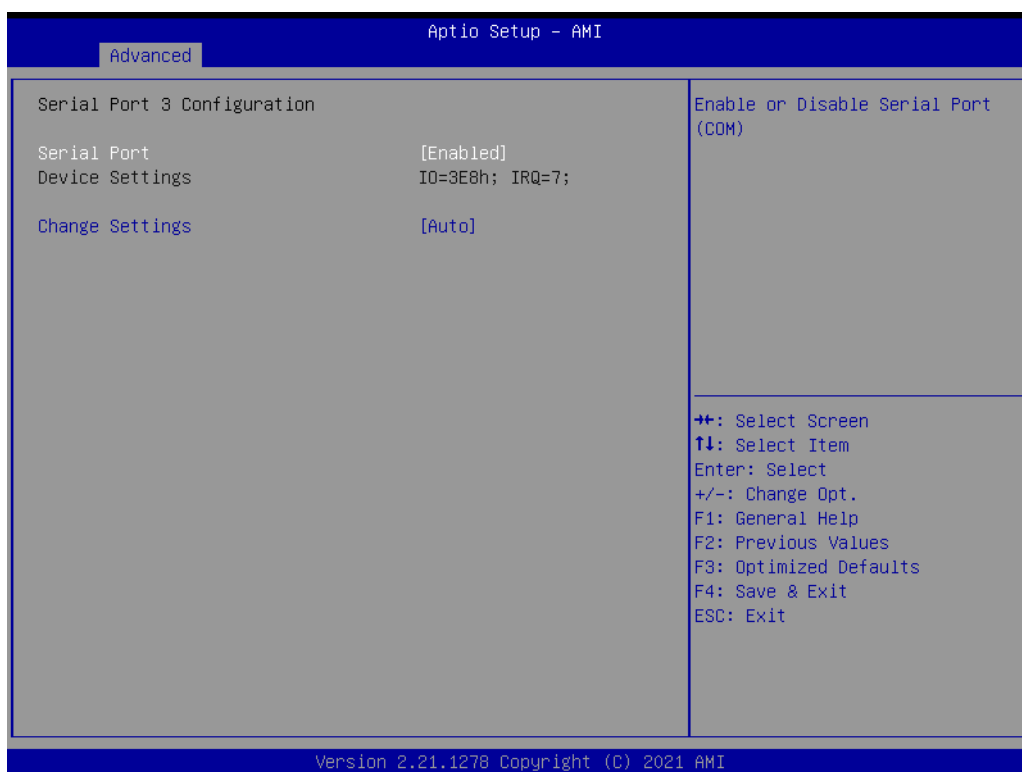 Aptio Setup – AMI
Advanced
Serial Port 3 Configuration
Serial Port [Enabled]
Device Settings IO=3E8h; IRQ=7;
Change Settings [Auto]
Enable or Disable Serial Port
(COM)
→←: Select Screen
↑↓: Select Item
Enter: Select
+/-: Change Opt.
F1: General Help
F2: Previous Values
F3: Optimized Defaults
F4: Save & Exit
ESC: Exit
Version 2.21.1278 Copyright (C) 2021 AMI